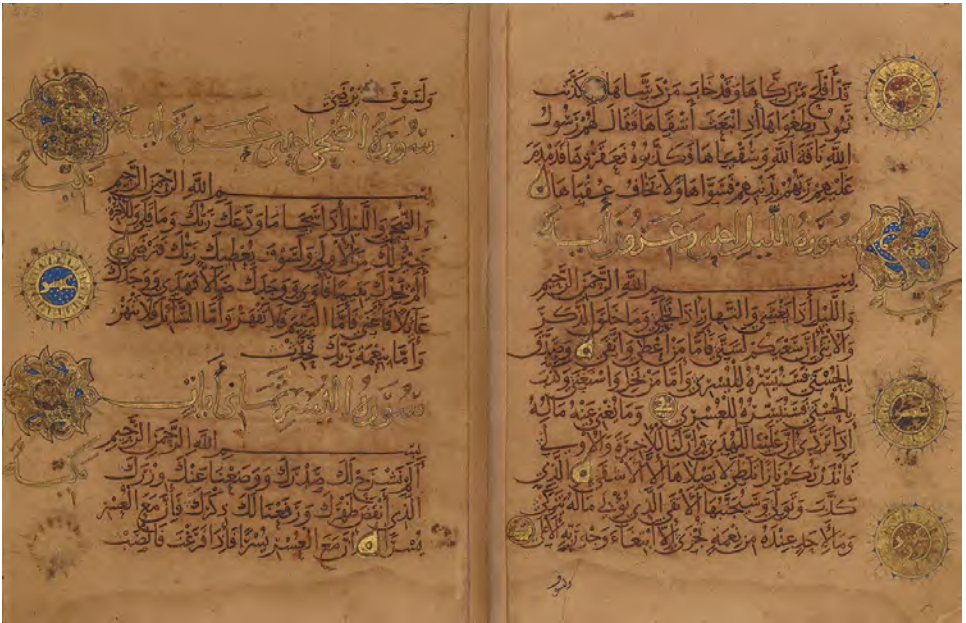 قد أفلح من زكاها وقد خاب من دساها كذبت
ثمود بطغواها إذ انبعث أشقاها فقال لهم رسول
الله ناقة الله وسقياها فكذبوه فعقروها فدمدم
عليهم ربهم بذنبهم فسواها ولا يخاف عقباها
سورة الليل احدى وعشرون آية
مكية
بسم الله الرحمن الرحيم
والليل إذا يغشى والنهار إذا تجلى وما خلق الذكر
والأنثى إن سعيكم لشتى فأما من أعطى واتقى وصدق
بالحسنى فسنيسره لليسرى وأما من بخل واستغنى وكذب
بالحسنى فسنيسره للعسرى وما يغني عنه ماله
إذا تردى إن علينا للهدى وإن لنا للآخرة والأولى
فأنذرتكم نارا تلظى لا يصلاها إلا الأشقى الذي
كذب وتولى وسيجنبها الأتقى الذي يؤتي ماله يتزكى
وما لأحد عنده من نعمة تجزى إلا ابتغاء وجه ربه الأعلى
ولسوف
ولسوف يرضى
سورة الضحى احدى عشرة آية
مكية
بسم الله الرحمن الرحيم
والضحى والليل إذا سجى ما ودعك ربك وما قلى وللآخرة
خير لك من الأولى ولسوف يعطيك ربك فترضى
ألم يجدك يتيما فآوى ووجدك ضالا فهدى ووجدك
عائلا فأغنى فأما اليتيم فلا تقهر وأما السائل فلا تنهر
وأما بنعمة ربك فحدث
سورة ثماني آيات
مكية
بسم الله الرحمن الرحيم
ألم نشرح لك صدرك ووضعنا عنك وزرك
الذي أنقض ظهرك ورفعنا لك ذكرك فإن مع العسر
يسرا إن مع العسر يسرا فإذا فرغت فانصب